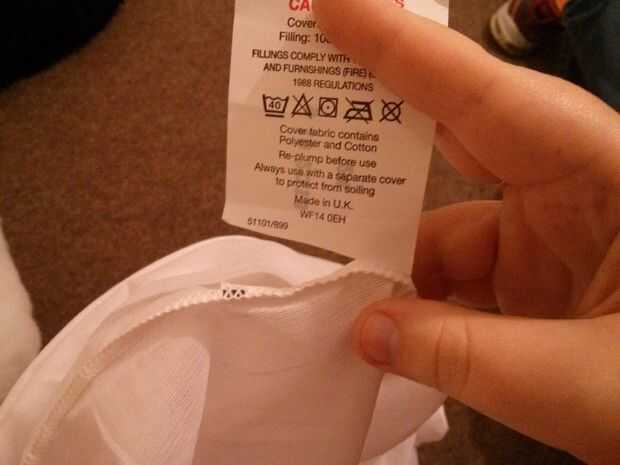 Cover
Filling:
FILLINGS COMPLY WITH
AND FURNISHINGS (FIRE)
1988 REGULATIONS
40
Cover fabric contains
Polyester and Cotton
Re-plump before use
Always use with a separate cover
to protect from soiling
Made in U.K.
WF14 0EH
51101/899